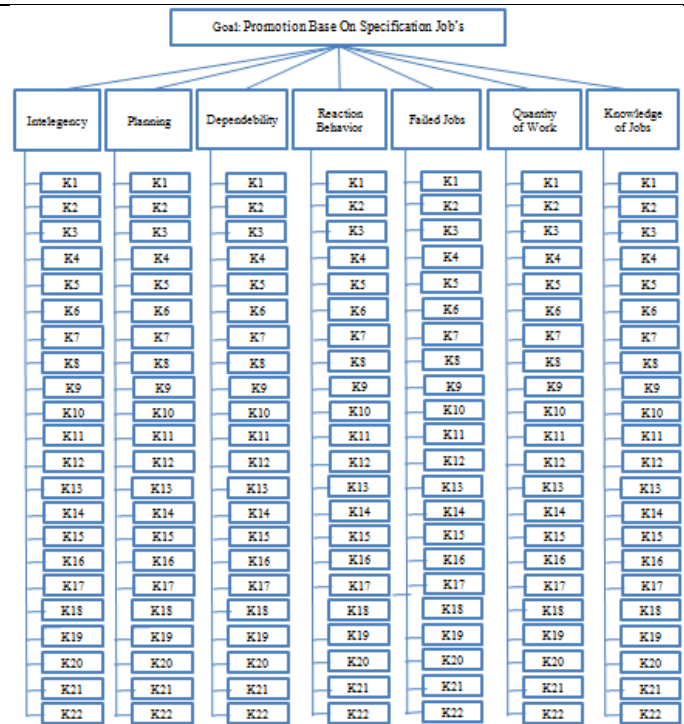 Goal: Promotion Base On Specification Job's
Intelegency Planning Dependebility Reaction Behavior Failed Jobs Quantity of Work Knowledge of Jobs
K1 K1 K1 K1 K1 K1 K1
K2 K2 K2 K2 K2 K2 K2
K3 K3 K3 K3 K3 K3 K3
K4 K4 K4 K4 K4 K4 K4
K5 K5 K5 K5 K5 K5 K5
K6 K6 K6 K6 K6 K6 K6
K7 K7 K7 K7 K7 K7 K7
K8 K8 K8 K8 K8 K8 K8
K9 K9 K9 K9 K9 K9 K9
K10 K10 K10 K10 K10 K10 K10
K11 K11 K11 K11 K11 K11 K11
K12 K12 K12 K12 K12 K12 K12
K13 K13 K13 K13 K13 K13 K13
K14 K14 K14 K14 K14 K14 K14
K15 K15 K15 K15 K15 K15 K15
K16 K16 K16 K16 K16 K16 K16
K17 K17 K17 K17 K17 K17 K17
K18 K18 K18 K18 K18 K18 K18
K19 K19 K19 K19 K19 K19 K19
K20 K20 K20 K20 K20 K20 K20
K21 K21 K21 K21 K21 K21 K21
K22 K22 K22 K22 K22 K22 K22